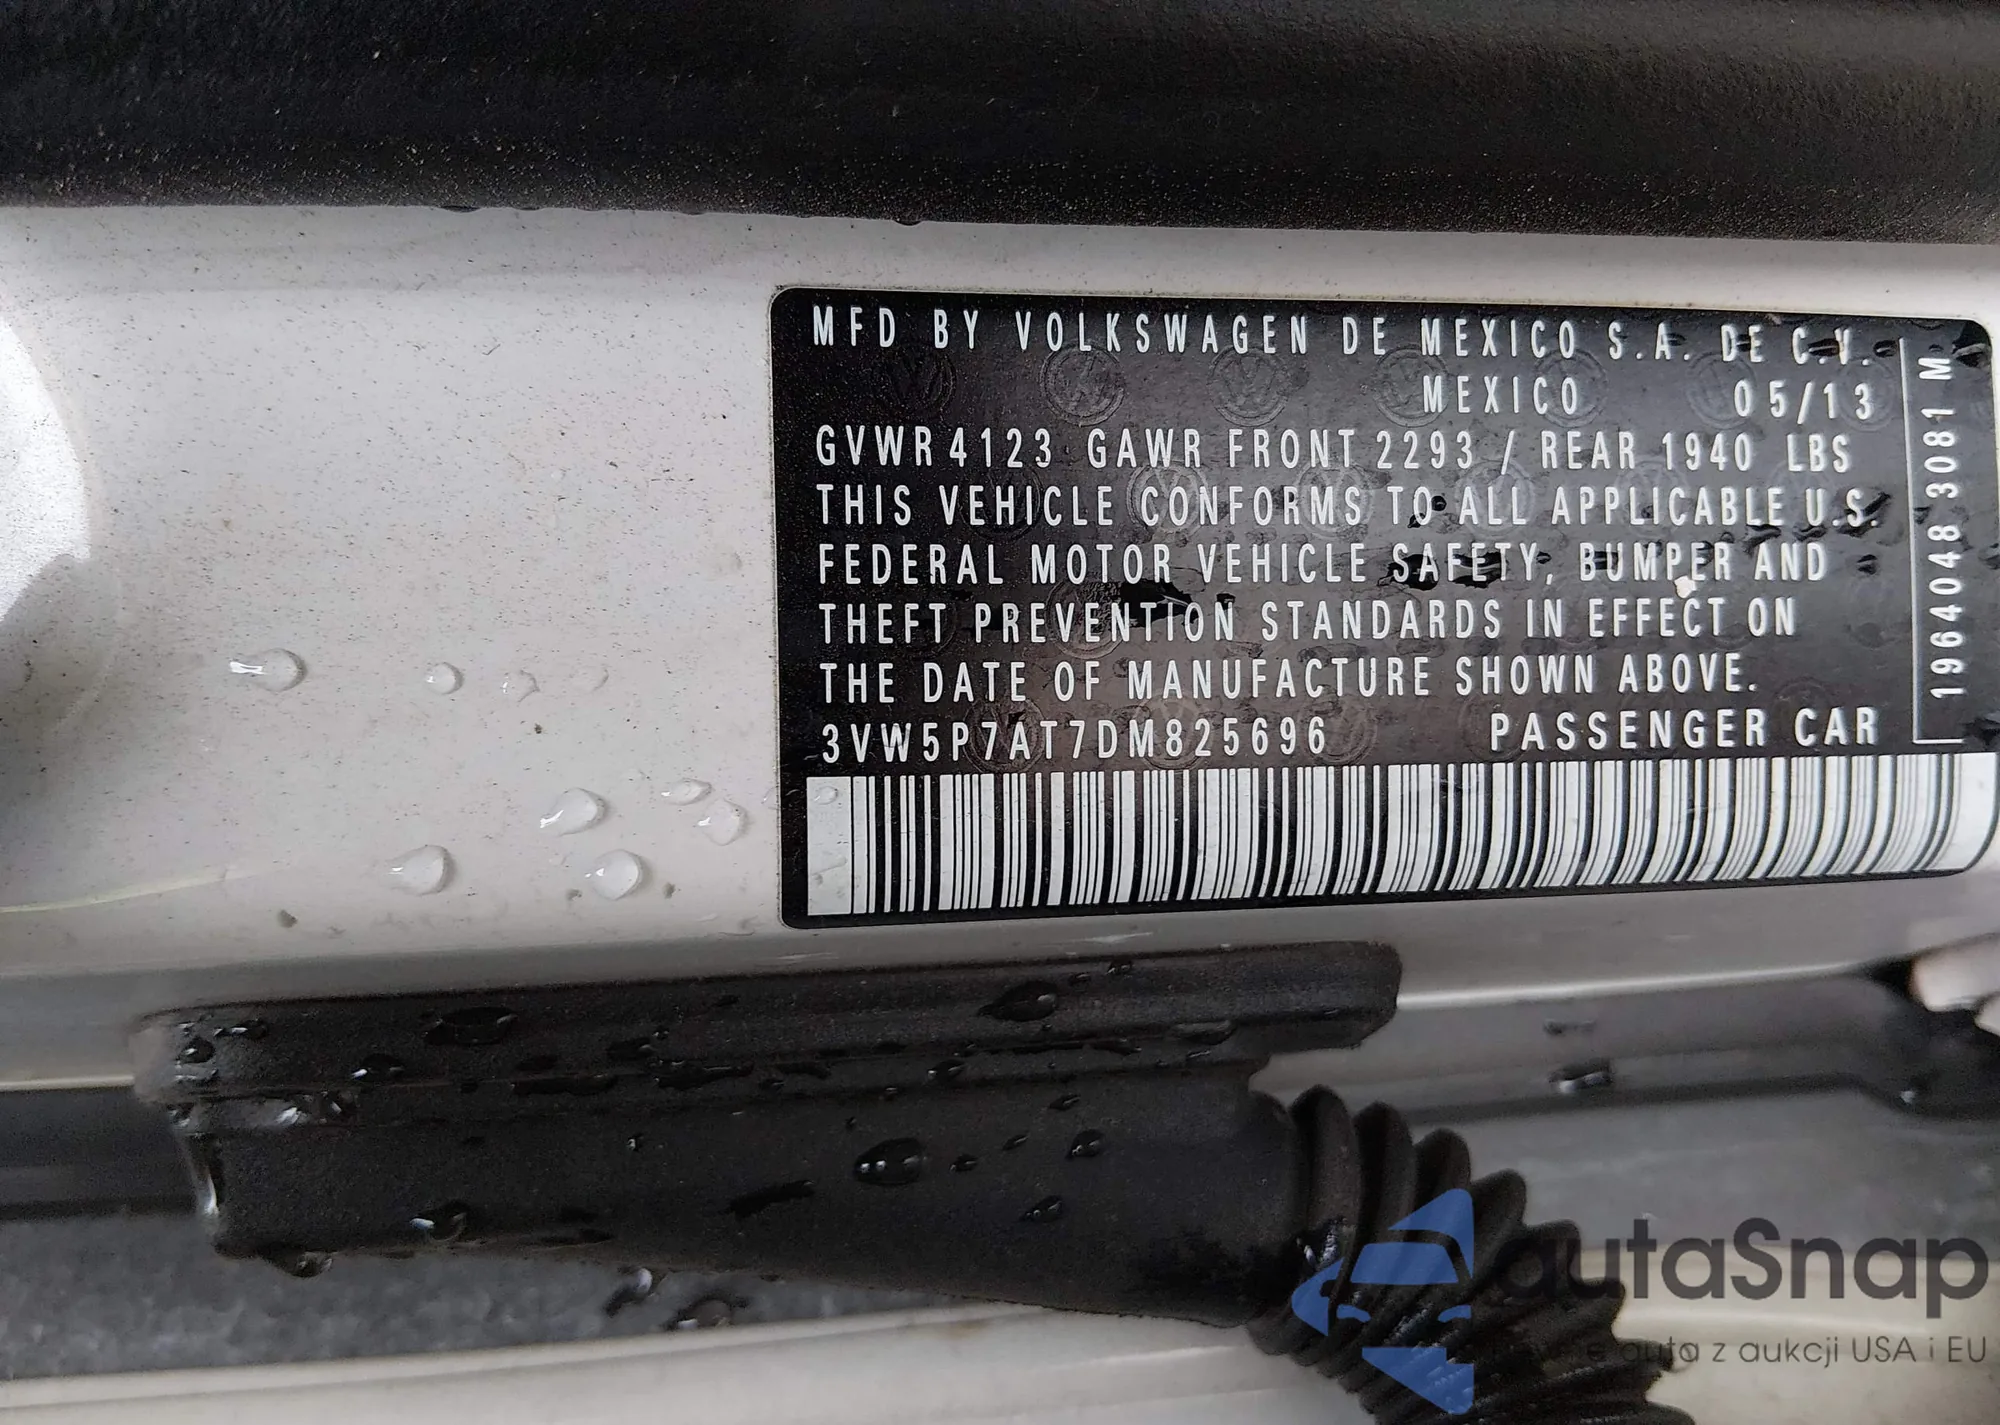 MFD BY VOLKSWAGEN DE MEXICO S.A. DE C.V.
MEXICO 05/13
GVWR 4123 GAWR FRONT 2293 / REAR 1940 LBS
THIS VEHICLE CONFORMS TO ALL APPLICABLE U.S.
FEDERAL MOTOR VEHICLE SAFETY, BUMPER AND
THEFT PREVENTION STANDARDS IN EFFECT ON
THE DATE OF MANUFACTURE SHOWN ABOVE.
3VW5P7AT7DM825696 PASSENGER CAR
1964048 3081 M
autaSnap
auta z aukcji USA i EU